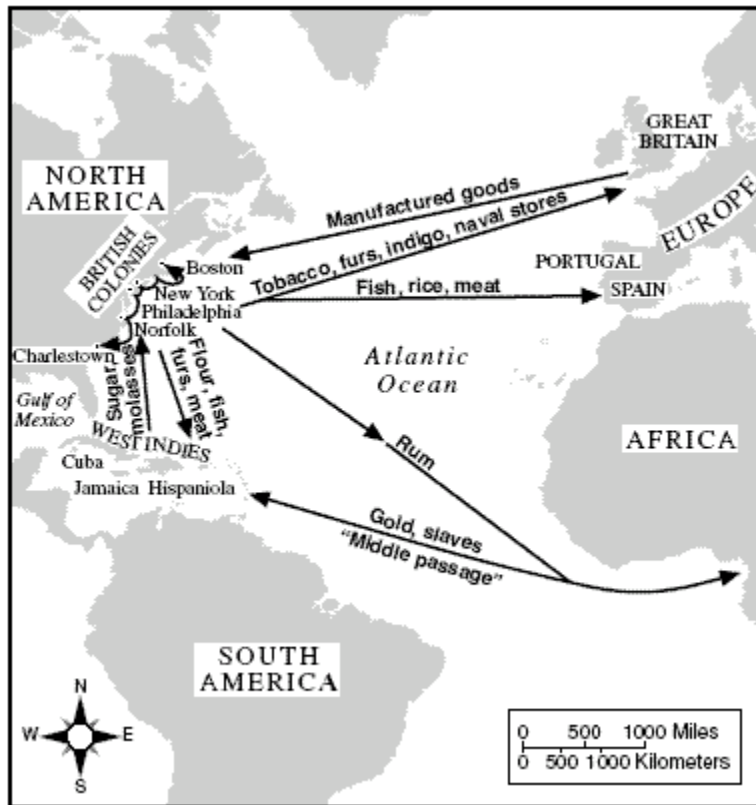 GREAT
BRITAIN
NORTH
AMERICA
Manufactured goods
EUROPE
BRITISH
COLONIES
Boston
Tobacco, furs, indigo, naval stores
PORTUGAL
New York
Fish, rice, meat
SPAIN
Philadelphia
Norfolk
Charlestown
Sugar,
molasses
Flour, fish,
furs, meat
Atlantic
Ocean
Gulf of
Mexico
WEST INDIES
AFRICA
Rum
Cuba
Jamaica
Hispaniola
Gold, slaves
"Middle passage"
SOUTH
AMERICA
N
W
E
S
0 500 1000 Miles
0 500 1000 Kilometers